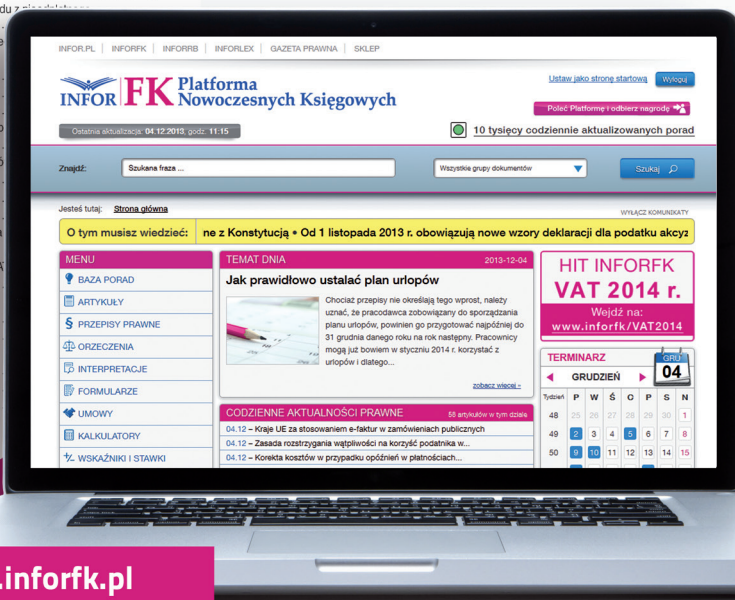 du z
INFOR.PL | INFORFK | INFORRB | INFORLEX | GAZETA PRAWNA | SKLEP
INFOR FK Platforma
Nowoczesnych Księgowych
Ustaw jako stronę startową Wyloguj
Poleć Platformę i odbierz nagrodę
Ostatnia aktualizacja: 04.12.2013, godz. 11:15
10 tysięcy codziennie aktualizowanych porad
Znajdź: Szukana fraza ... Wszystkie grupy dokumentów Szukaj
Jesteś tutaj: Strona główna
WYŁĄCZ KOMUNIKATY
O tym musisz wiedzieć: ne z Konstytucją • Od 1 listopada 2013 r. obowiązują nowe wzory deklaracji dla podatku akcyz
MENU
BAZA PORAD
ARTYKUŁY
§ PRZEPISY PRAWNE
ORZECZENIA
INTERPRETACJE
FORMULARZE
UMOWY
KALKULATORY
WSKAŹNIKI I STAWKI
TEMAT DNIA 2013-12-04
Jak prawidłowo ustalać plan urlopów
Chociaż przepisy nie określają tego wprost, należy
uznać, że pracodawca zobowiązany do sporządzania
planu urlopów, powinien go przygotować najpóźniej do
31 grudnia danego roku na rok następny. Pracownicy
mogą już bowiem w styczniu 2014 r. korzystać z
urlopów i dlatego...
zobacz więcej »
CODZIENNE AKTUALNOŚCI PRAWNE 58 artykułów w tym dziale
04.12 – Kraje UE za stosowaniem e-faktur w zamówieniach publicznych
04.12 – Zasada rozstrzygania wątpliwości na korzyść podatnika w...
04.12 – Korekta kosztów w przypadku opóźnień w płatnościach...
HIT INFORFK
VAT 2014 r.
Wejdź na:
www.inforfk/VAT2014
TERMINARZ
GRU
04
GRUDZIEŃ
Tydzień P W Ś C P S N
48 25 26 27 28 29 30 1
49 2 3 4 5 6 7 8
50 9 10 11 12 13 14 15
.inforfk.pl